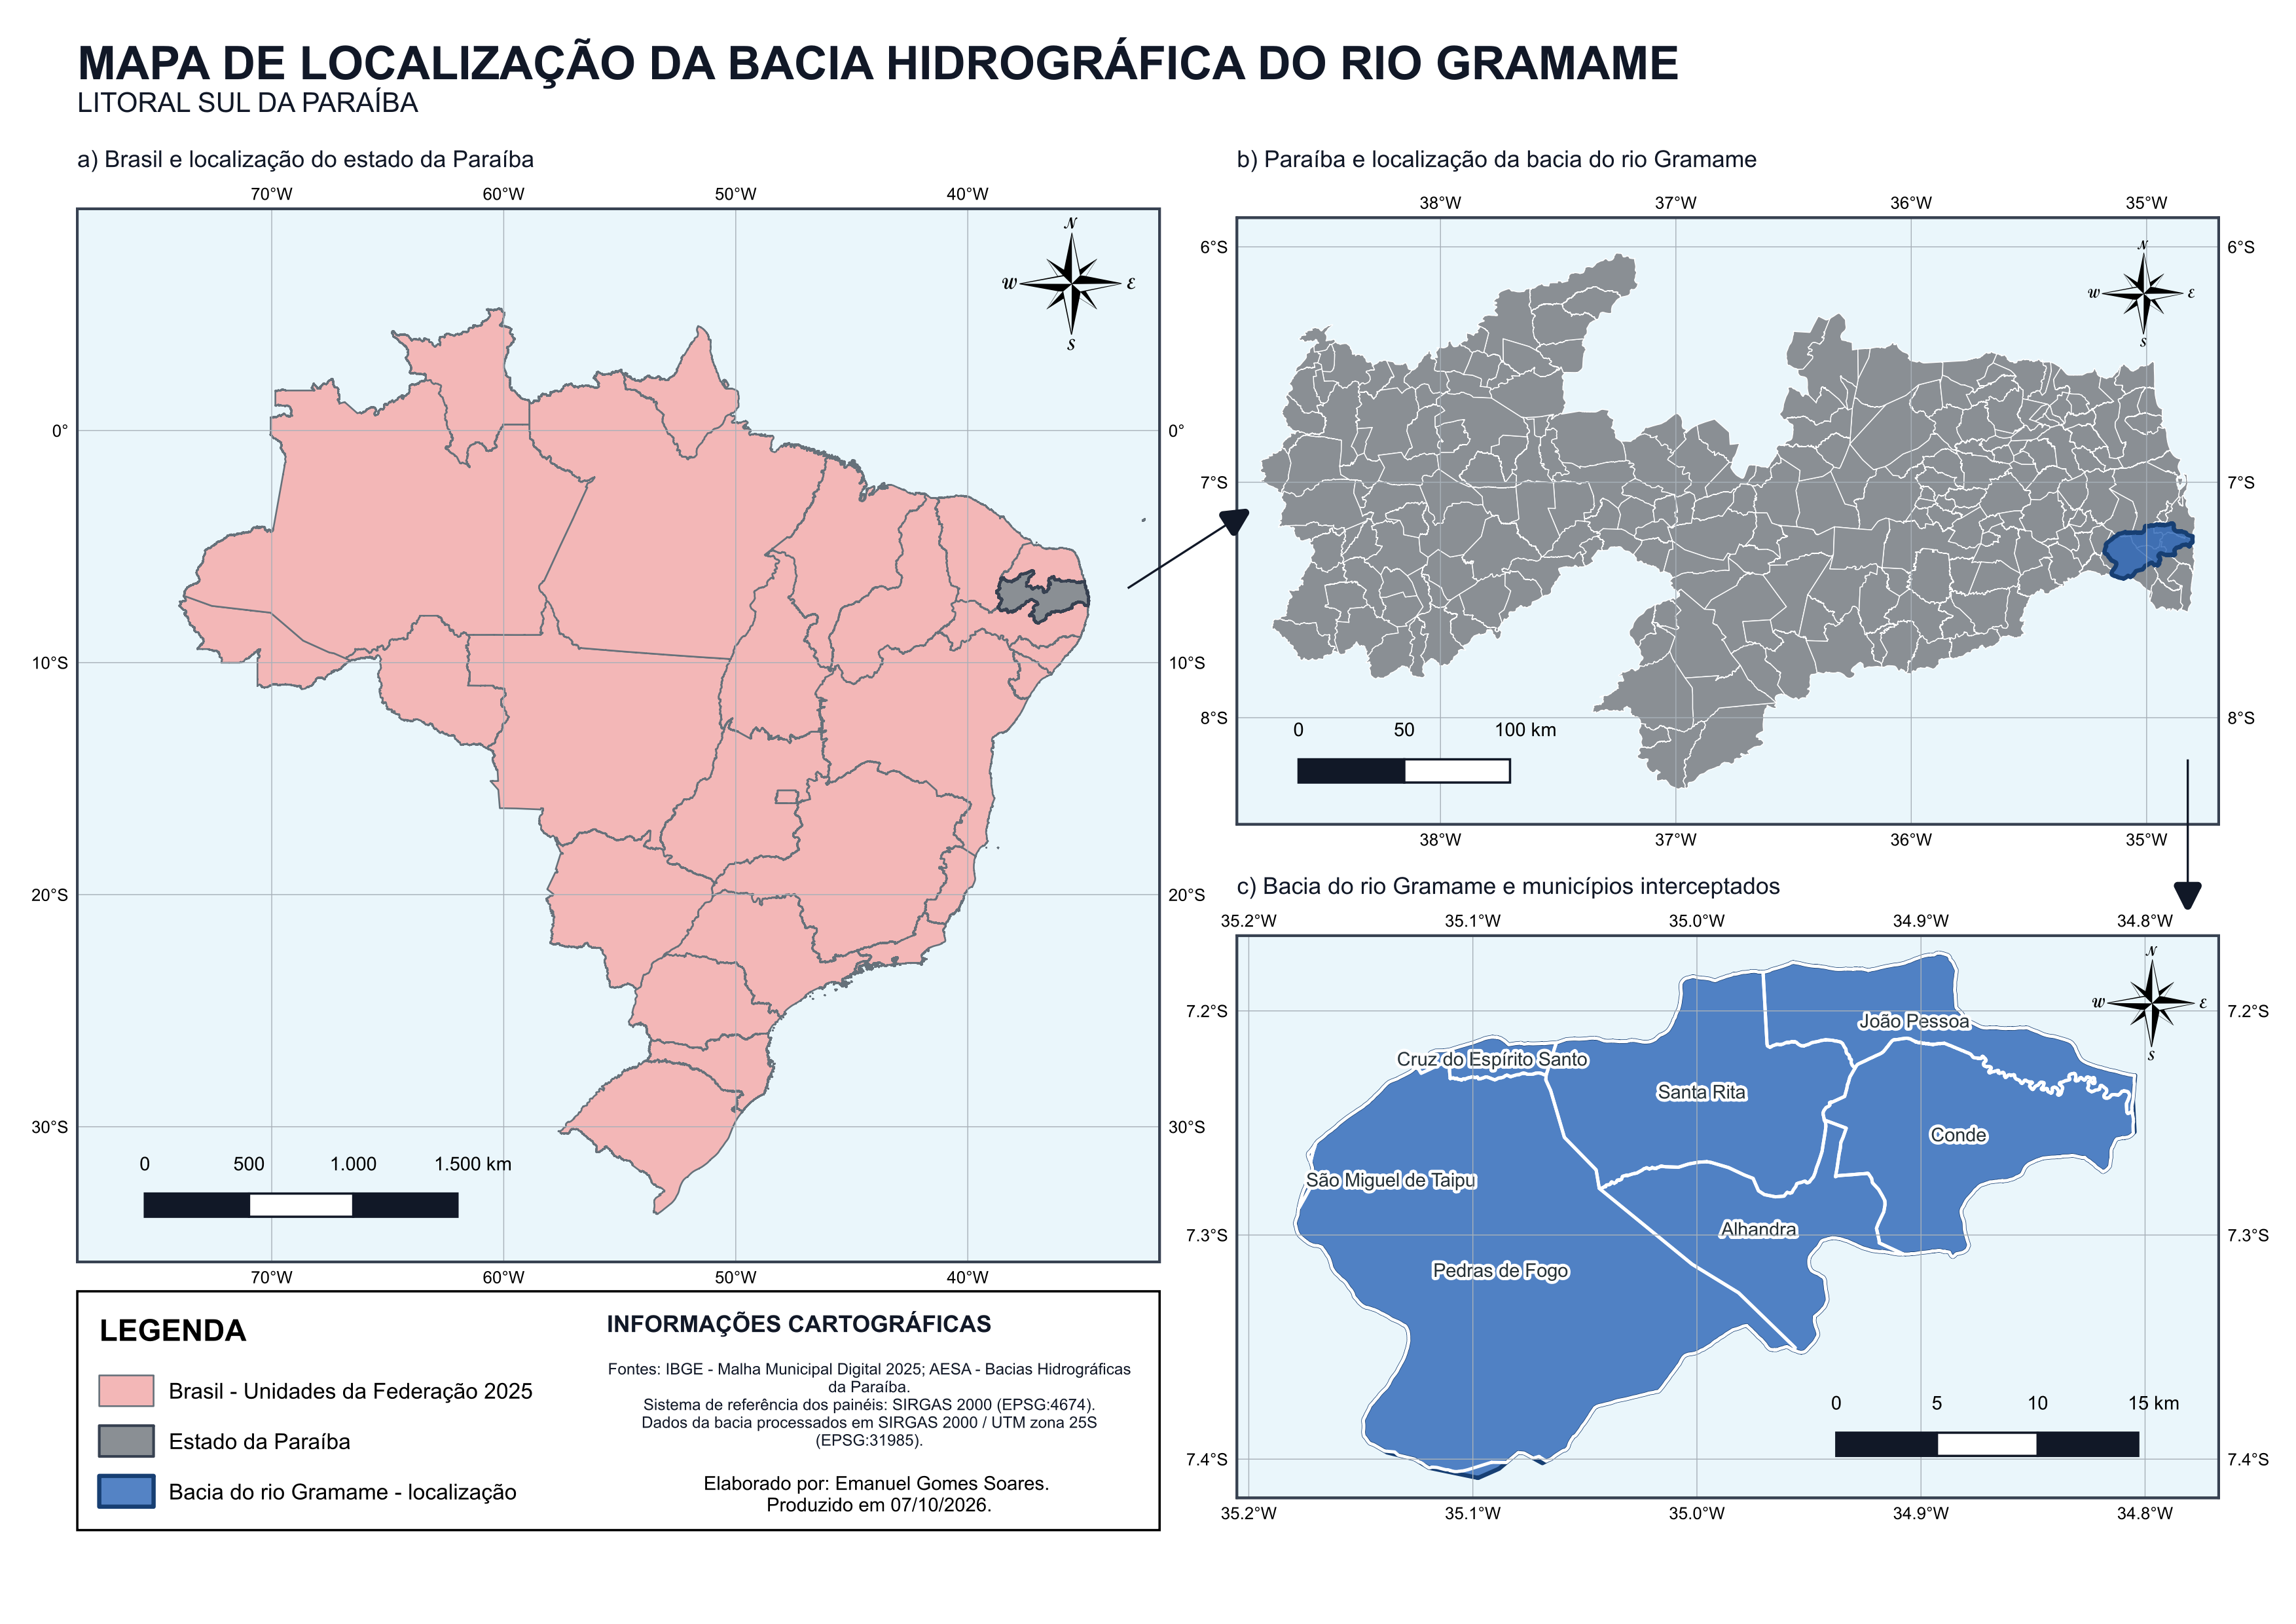 MAPA DE LOCALIZAÇÃO DA BACIA HIDROGRÁFICA DO RIO GRAMAME
LITORAL SUL DA PARAÍBA
a) Brasil e localização do estado da Paraíba
70°W 60°W 50°W 40°W
N
W E
S
0° 0°
10°S 10°S
20°S 20°S
30°S 30°S
0 500 1.000 1.500 km
70°W 60°W 50°W 40°W
b) Paraíba e localização da bacia do rio Gramame
38°W 37°W 36°W 35°W
6°S 6°S
N
W E
S
7°S 7°S
8°S 8°S
0 50 100 km
38°W 37°W 36°W 35°W
c) Bacia do rio Gramame e municípios interceptados
35.2°W 35.1°W 35.0°W 34.9°W 34.8°W
N
W E
S
7.2°S 7.2°S
João Pessoa
Cruz do Espírito Santo
Santa Rita
Conde
São Miguel de Taipu
Alhandra
7.3°S 7.3°S
Pedras de Fogo
0 5 10 15 km
7.4°S 7.4°S
35.2°W 35.1°W 35.0°W 34.9°W 34.8°W
LEGENDA
Brasil - Unidades da Federação 2025
Estado da Paraíba
Bacia do rio Gramame - localização
INFORMAÇÕES CARTOGRÁFICAS
Fontes: IBGE - Malha Municipal Digital 2025; AESA - Bacias Hidrográficas
da Paraíba.
Sistema de referência dos painéis: SIRGAS 2000 (EPSG:4674).
Dados da bacia processados em SIRGAS 2000 / UTM zona 25S
(EPSG:31985).
Elaborado por: Emanuel Gomes Soares.
Produzido em 07/10/2026.